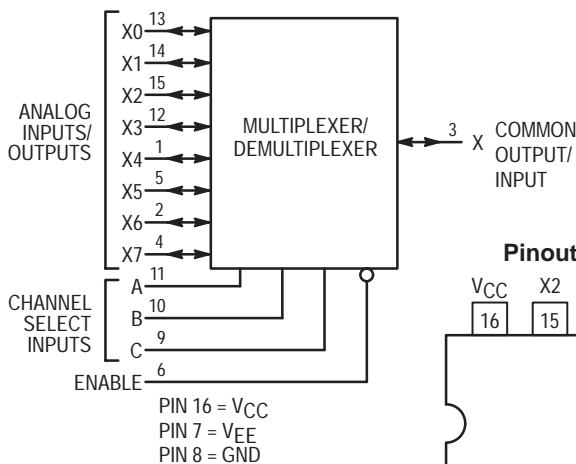 X0 13
X1 14
X2 15
X3 12
X4 1
X5 5
X6 2
X7 4
ANALOG
INPUTS/
OUTPUTS
MULTIPLEXER/
DEMULTIPLEXER
3 X
COMMON
OUTPUT/
INPUT
A 11
B 10
C 9
CHANNEL
SELECT
INPUTS
ENABLE 6
PIN 16 = VCC
PIN 7 = VEE
PIN 8 = GND
Pinout
VCC X2
16 15